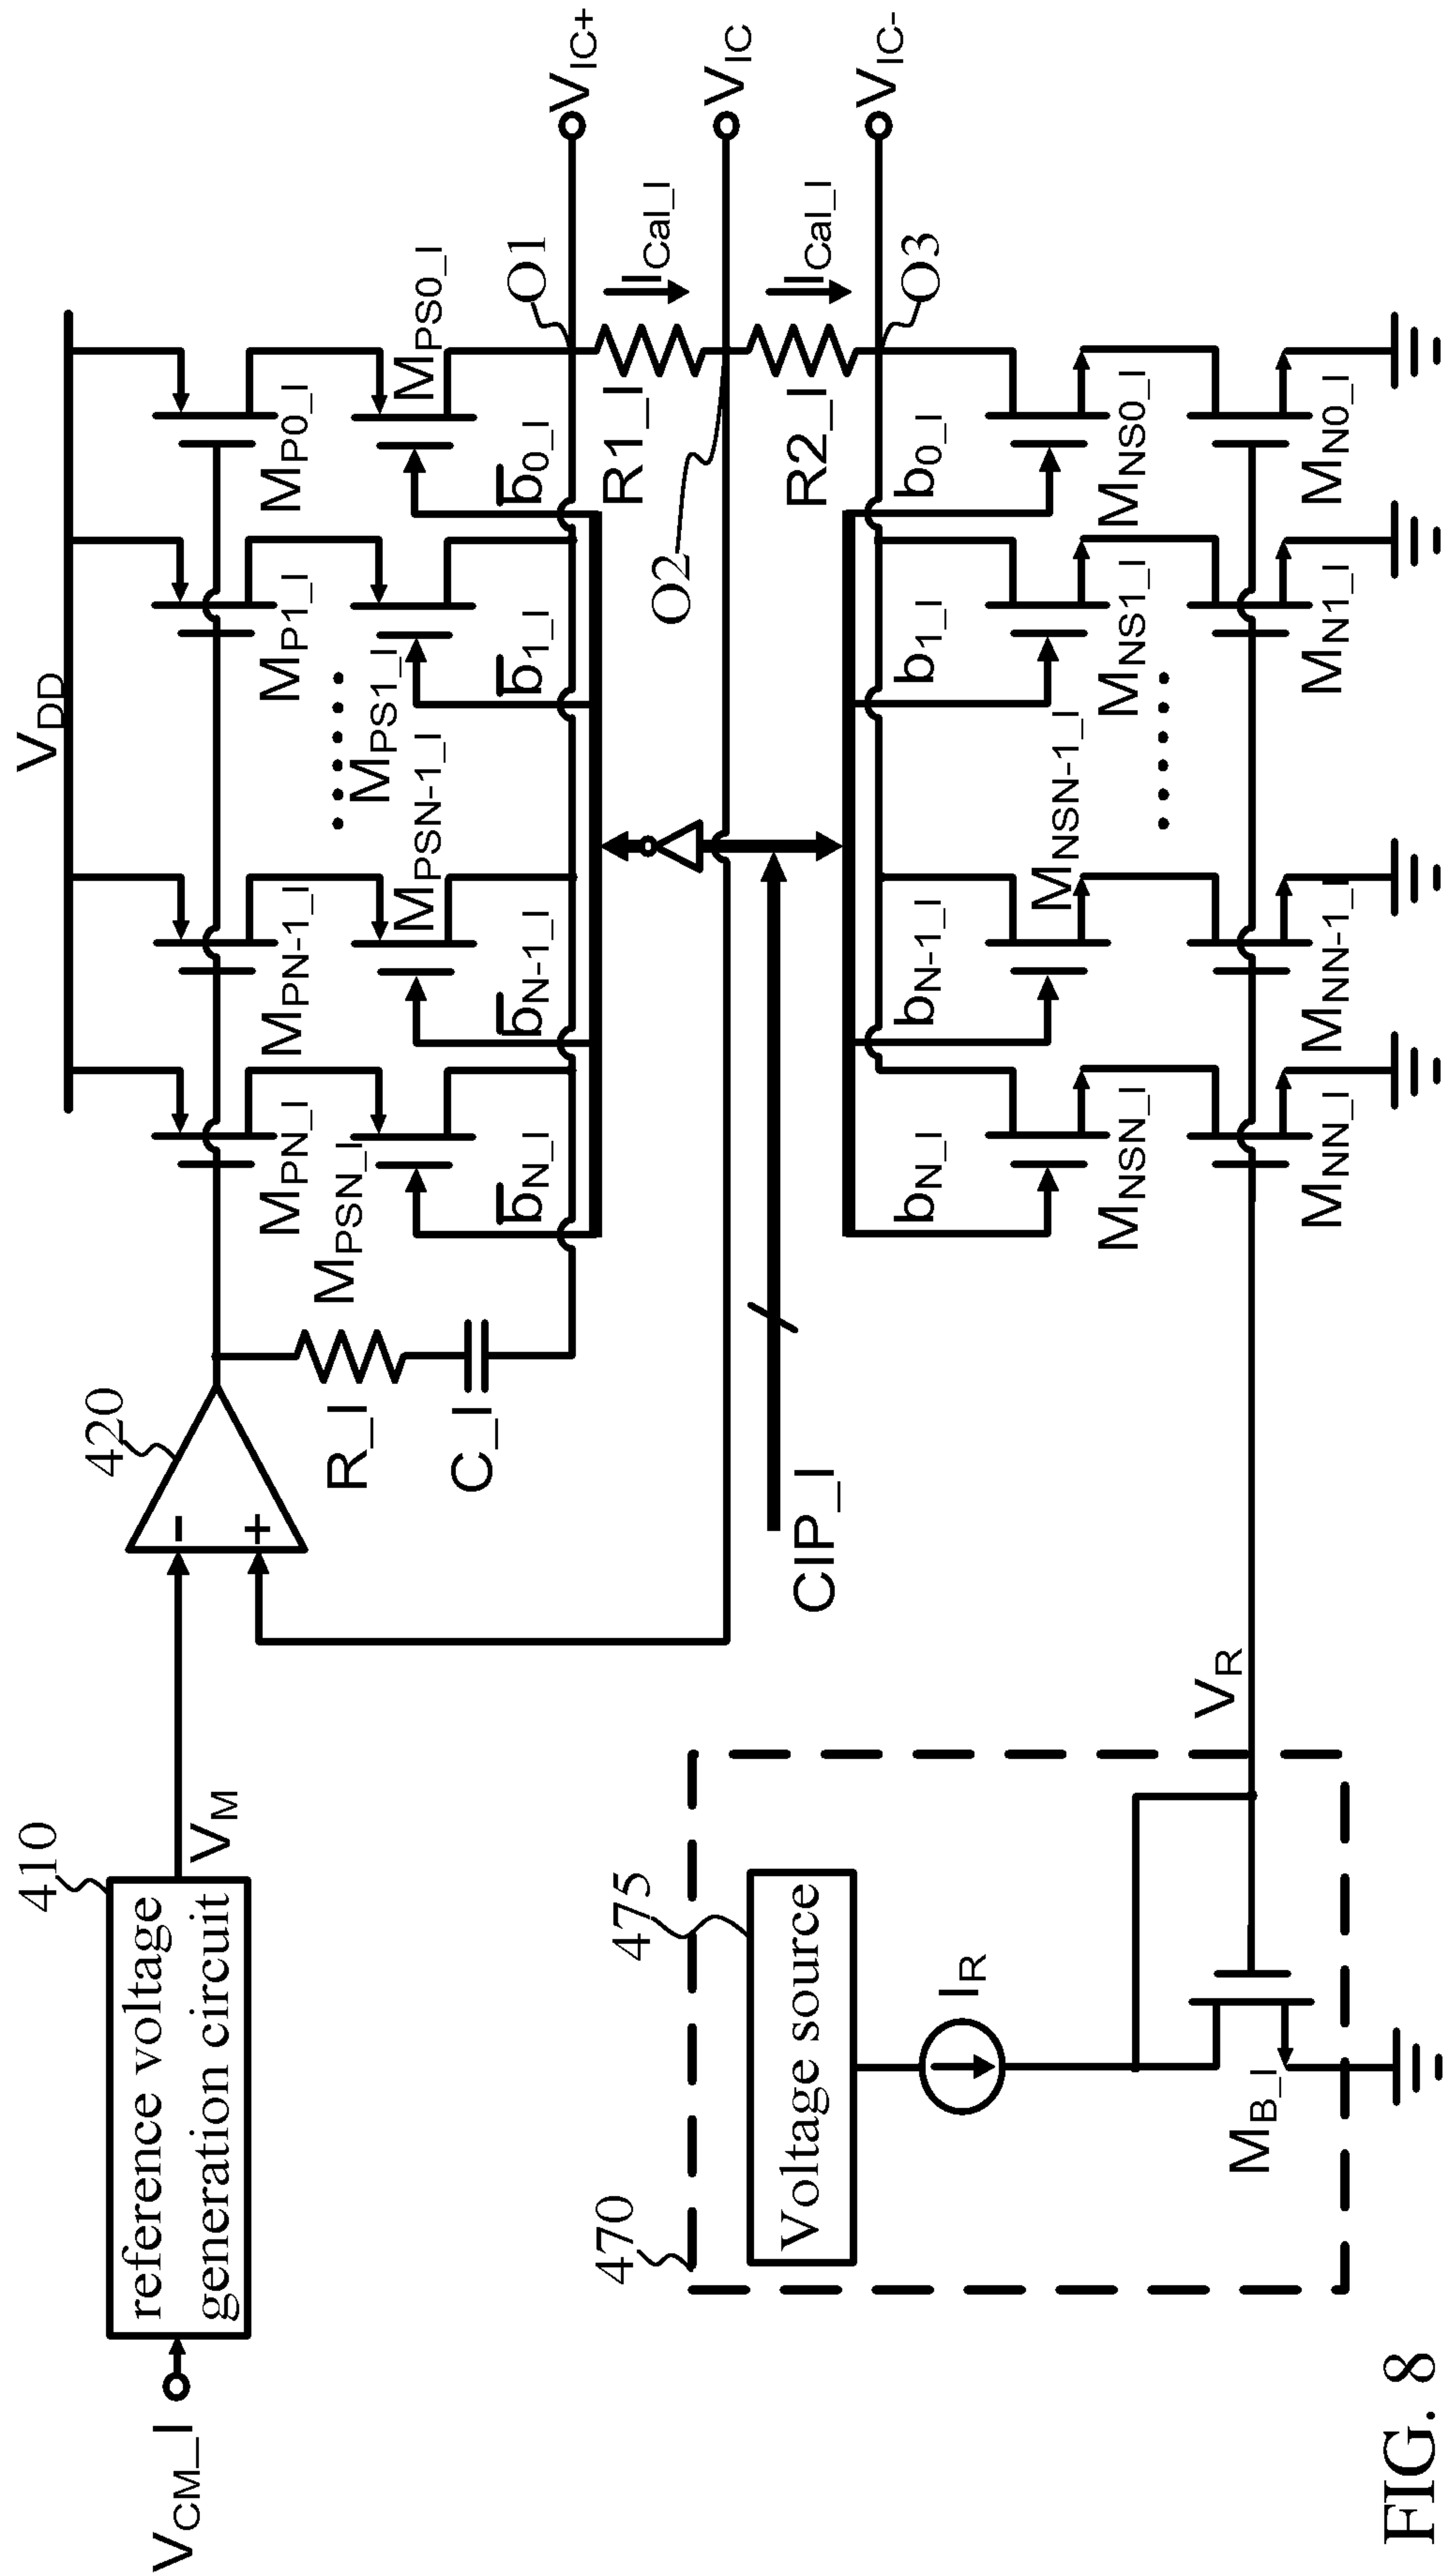 V_CM_I
reference voltage
generation circuit
410
V_M
420
−
+
R_I
C_I
V_DD
M_PN_I
M_PN-1_I
M_P1_I
M_P0_I
M_PSN_I
M_PSN-1_I
M_PS1_I
M_PS0_I
......
b̅_N_I
b̅_N-1_I
b̅_1_I
b̅_0_I
O1
V_IC+
R1_I
I_Cal_I
O2
V_IC
R2_I
I_Cal_I
O3
V_IC-
CIP_I
b_N_I
b_N-1_I
b_1_I
b_0_I
M_NSN_I
M_NSN-1_I
M_NS1_I
M_NS0_I
......
M_NN_I
M_NN-1_I
M_N1_I
M_N0_I
470
475
Voltage source
I_R
M_B_I
V_R
FIG. 8